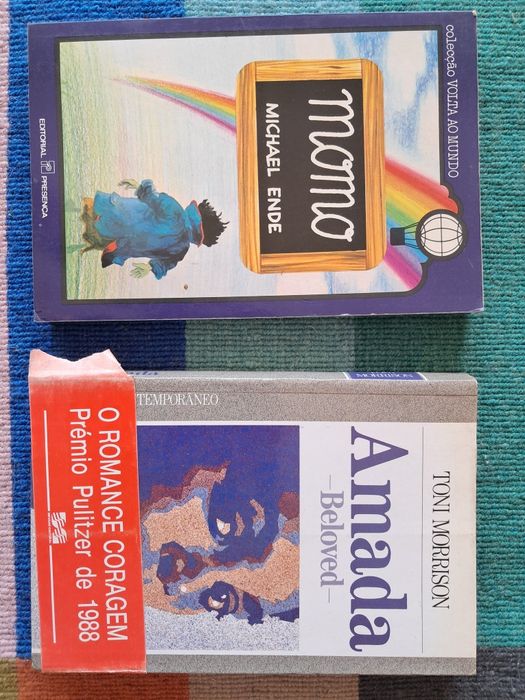 colecção VOLTA AO MUNDO
momo
MICHAEL ENDE
EDITORIAL PRESENÇA
MORRISON
TEMPORÂNEO
TONI MORRISON
Amada
–Beloved–
O ROMANCE CORAGEM
Prémio Pulitzer de 1988